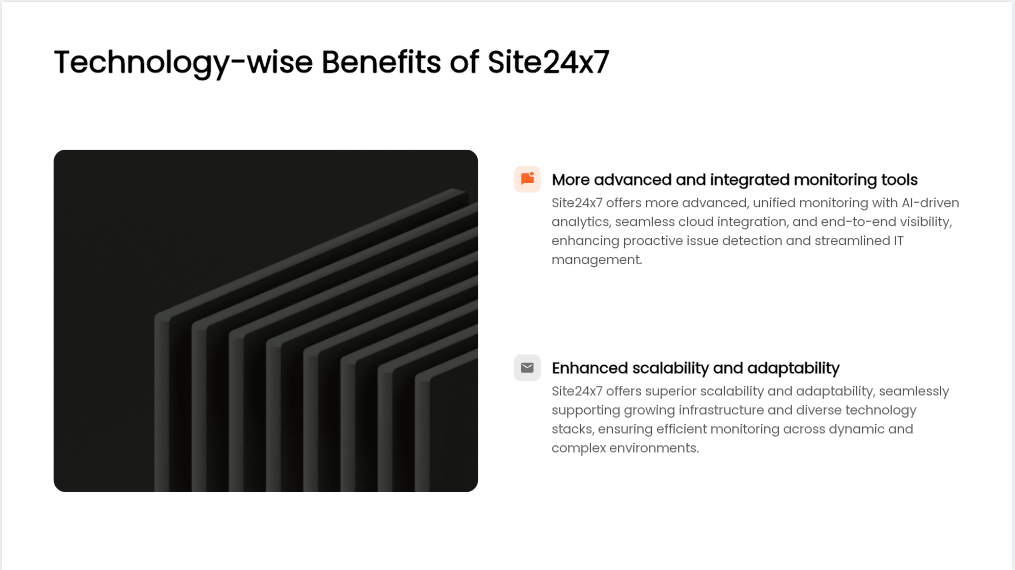 Technology-wise Benefits of Site24x7
More advanced and integrated monitoring tools
Site24x7 offers more advanced, unified monitoring with AI-driven
analytics, seamless cloud integration, and end-to-end visibility,
enhancing proactive issue detection and streamlined IT
management.
Enhanced scalability and adaptability
Site24x7 offers superior scalability and adaptability, seamlessly
supporting growing infrastructure and diverse technology
stacks, ensuring efficient monitoring across dynamic and
complex environments.